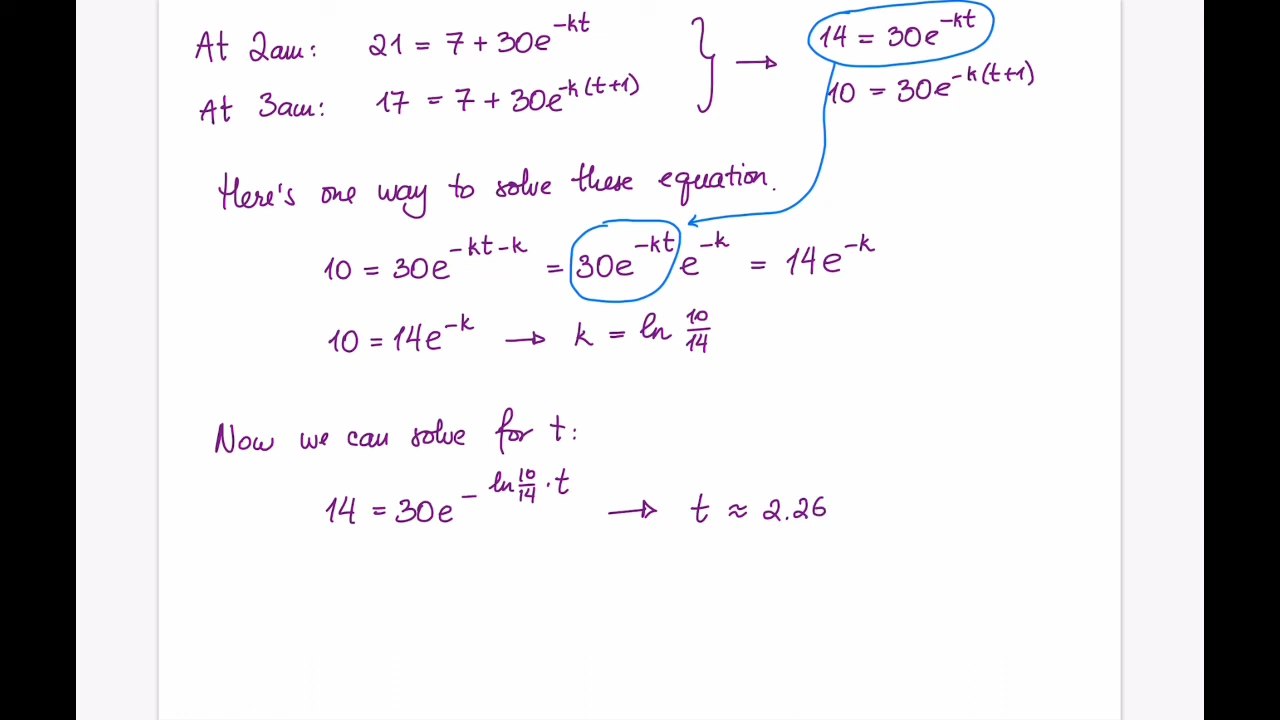 At 2am: 21 = 7 + 30e^{-kt} } → 14 = 30e^{-kt}
At 3am: 17 = 7 + 30e^{-k(t+1)} 10 = 30e^{-k(t+1)}
Here's one way to solve these equation.
10 = 30e^{-kt-k} = 30e^{-kt} e^{-k} = 14e^{-k}
10 = 14e^{-k} → k = ln 10/14
Now we can solve for t:
14 = 30e^{-ln 10/14 · t} → t ≈ 2.26